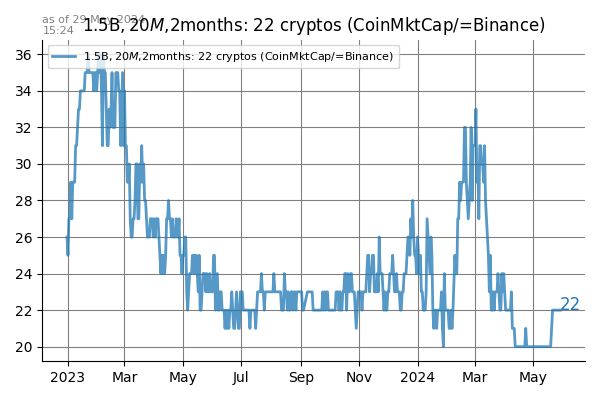 as of 29 May 2024
15:24
1.5B, 20M, 2months: 22 cryptos (CoinMktCap/=Binance)
1.5B, 20M, 2months: 22 cryptos (CoinMktCap/=Binance)
36
34
32
30
28
26
24
22
20
22
2023 Mar May Jul Sep Nov 2024 Mar May